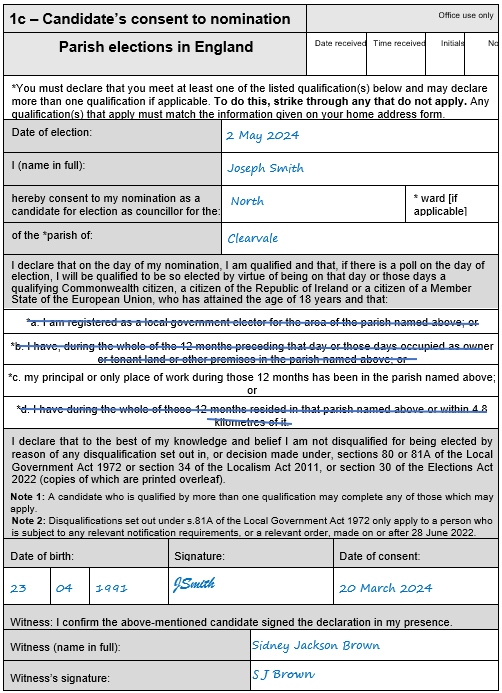 1c – Candidate's consent to nomination
Office use only
Parish elections in England
Date received Time received Initials No
*You must declare that you meet at least one of the listed qualification(s) below and may declare
more than one qualification if applicable. To do this, strike through any that do not apply. Any
qualification(s) that apply must match the information given on your home address form.
Date of election: 2 May 2024
I (name in full): Joseph Smith
hereby consent to my nomination as a
candidate for election as councillor for the: North
* ward [if
applicable]
of the *parish of: Clearvale
I declare that on the day of my nomination, I am qualified and that, if there is a poll on the day of
election, I will be qualified to be so elected by virtue of being on that day or those days a
qualifying Commonwealth citizen, a citizen of the Republic of Ireland or a citizen of a Member
State of the European Union, who has attained the age of 18 years and that:
*a. I am registered as a local government elector for the area of the parish named above; or
*b. I have, during the whole of the 12 months preceding that day or those days occupied as owner
or tenant land or other premises in the parish named above; or
*c. my principal or only place of work during those 12 months has been in the parish named above;
or
*d. I have during the whole of those 12 months resided in that parish named above or within 4.8
kilometres of it.
I declare that to the best of my knowledge and belief I am not disqualified for being elected by
reason of any disqualification set out in, or decision made under, sections 80 or 81A of the Local
Government Act 1972 or section 34 of the Localism Act 2011, or section 30 of the Elections Act
2022 (copies of which are printed overleaf).
Note 1: A candidate who is qualified by more than one qualification may complete any of those which may
apply.
Note 2: Disqualifications set out under s.81A of the Local Government Act 1972 only apply to a person who
is subject to any relevant notification requirements, or a relevant order, made on or after 28 June 2022.
Date of birth: Signature: Date of consent:
23 04 1991 JSmith 20 March 2024
Witness: I confirm the above-mentioned candidate signed the declaration in my presence.
Witness (name in full): Sidney Jackson Brown
Witness's signature: S J Brown